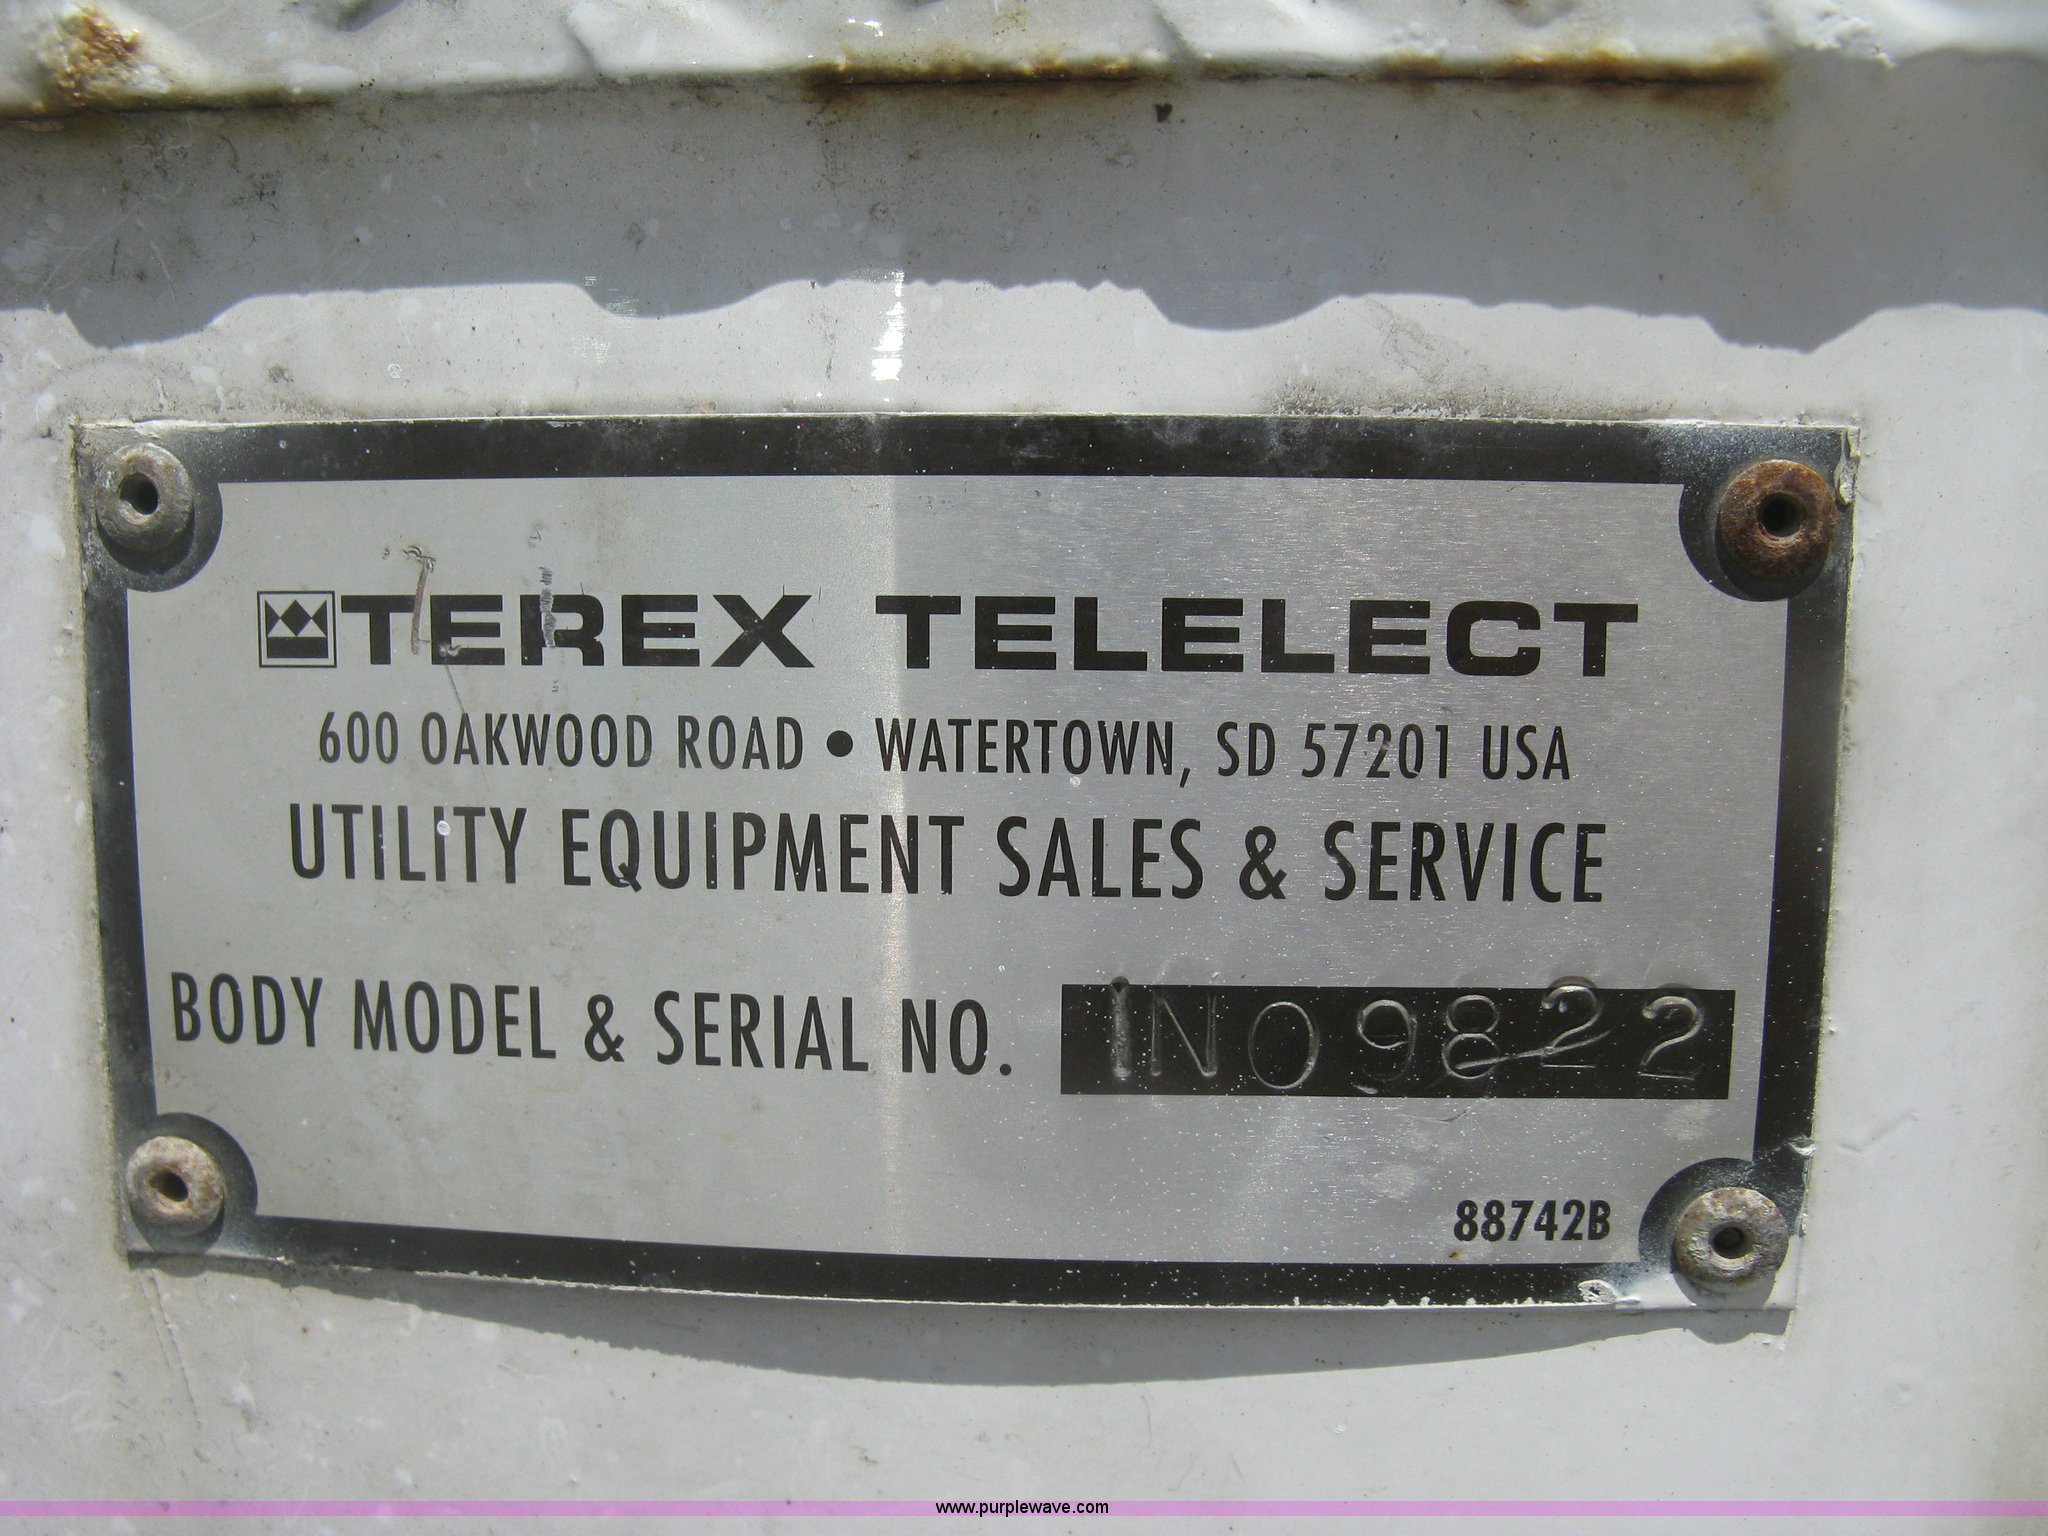 TEREX TELELECT
600 OAKWOOD ROAD • WATERTOWN, SD 57201 USA
UTILITY EQUIPMENT SALES & SERVICE
BODY MODEL & SERIAL NO. INO9822
88742B
www.purplewave.com